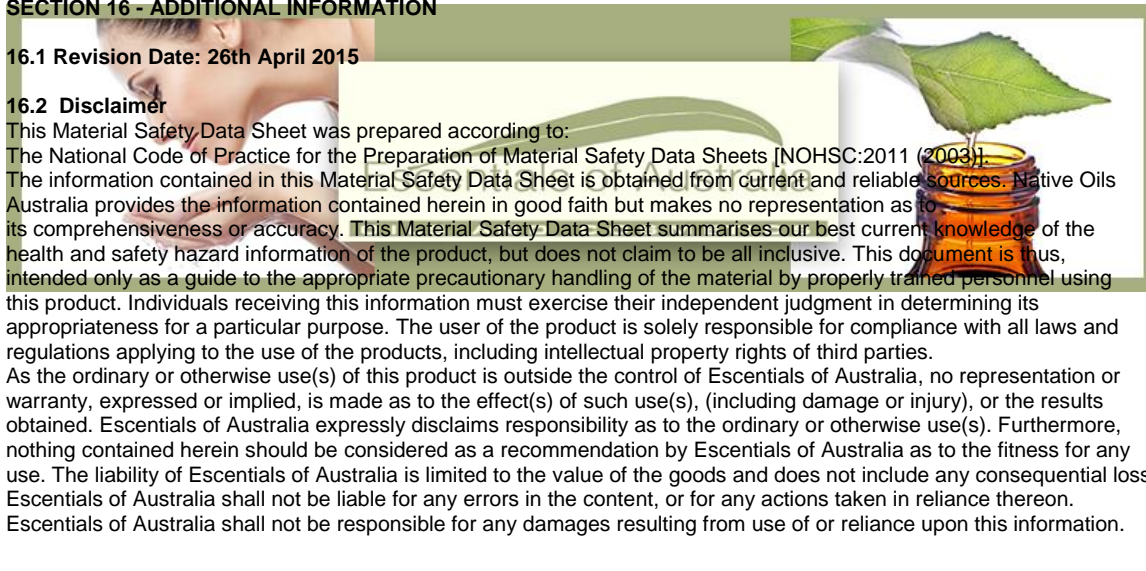 SECTION 16 - ADDITIONAL INFORMATION
16.1 Revision Date: 26th April 2015
16.2 Disclaimer
This Material Safety Data Sheet was prepared according to:
The National Code of Practice for the Preparation of Material Safety Data Sheets [NOHSC:2011 (2003)].
Escentials of Australia
The information contained in this Material Safety Data Sheet is obtained from current and reliable sources. Native Oils
Australia provides the information contained herein in good faith but makes no representation as to
its comprehensiveness or accuracy. This Material Safety Data Sheet summarises our best current knowledge of the
health and safety hazard information of the product, but does not claim to be all inclusive. This document is thus,
intended only as a guide to the appropriate precautionary handling of the material by properly trained personnel using
this product. Individuals receiving this information must exercise their independent judgment in determining its
appropriateness for a particular purpose. The user of the product is solely responsible for compliance with all laws and
regulations applying to the use of the products, including intellectual property rights of third parties.
As the ordinary or otherwise use(s) of this product is outside the control of Escentials of Australia, no representation or
warranty, expressed or implied, is made as to the effect(s) of such use(s), (including damage or injury), or the results
obtained. Escentials of Australia expressly disclaims responsibility as to the ordinary or otherwise use(s). Furthermore,
nothing contained herein should be considered as a recommendation by Escentials of Australia as to the fitness for any
use. The liability of Escentials of Australia is limited to the value of the goods and does not include any consequential loss
Escentials of Australia shall not be liable for any errors in the content, or for any actions taken in reliance thereon.
Escentials of Australia shall not be responsible for any damages resulting from use of or reliance upon this information.